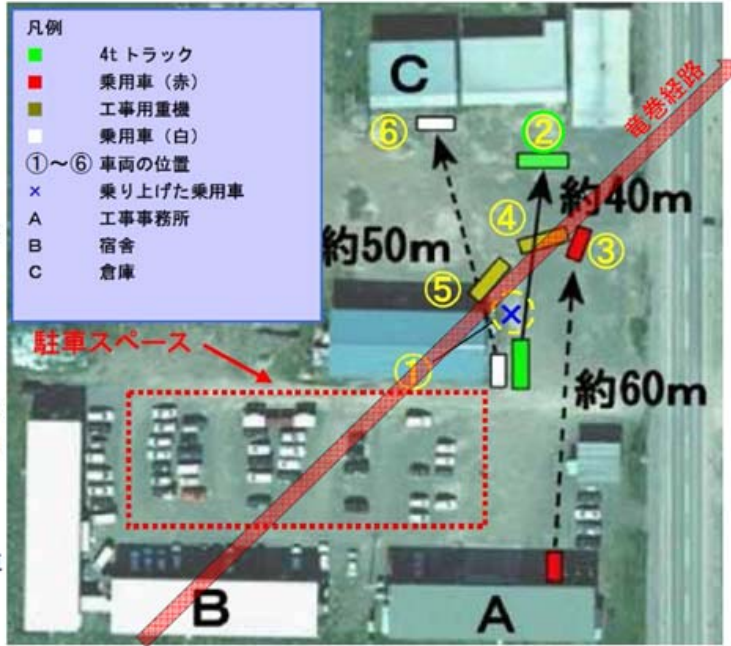 凡例
4t トラック
乗用車（赤）
工事用重機
乗用車（白）
①～⑥ 車両の位置
× 乗り上げた乗用車
A 工事事務所
B 宿舎
C 倉庫
C
竜巻経路
⑥
②
約40m
④
③
約50m
⑤
×
駐車スペース
①
約60m
B
A